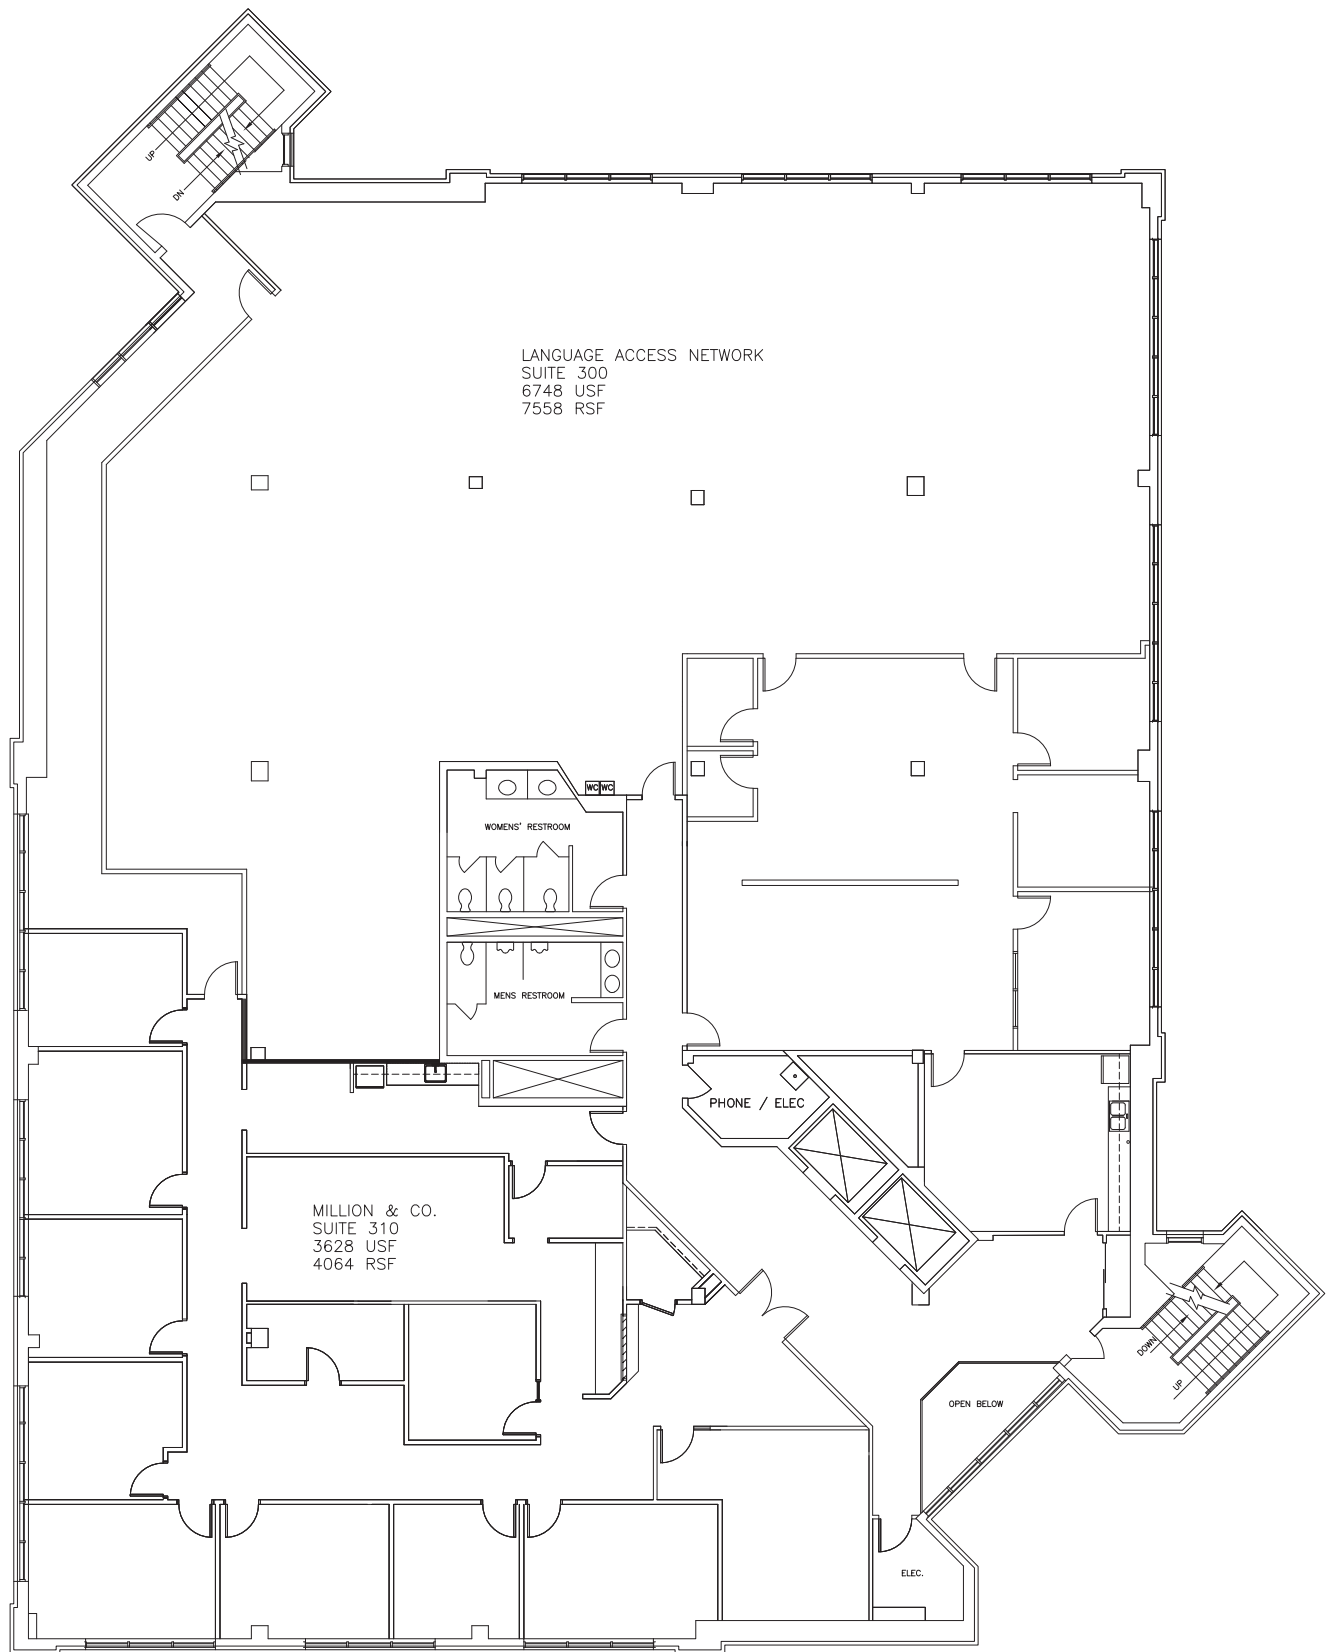 UP
DN
LANGUAGE ACCESS NETWORK
SUITE 300
6748 USF
7558 RSF
WC WC
WOMENS' RESTROOM
MENS RESTROOM
PHONE / ELEC
MILLION & CO.
SUITE 310
3628 USF
4064 RSF
DOWN
UP
OPEN BELOW
ELEC.